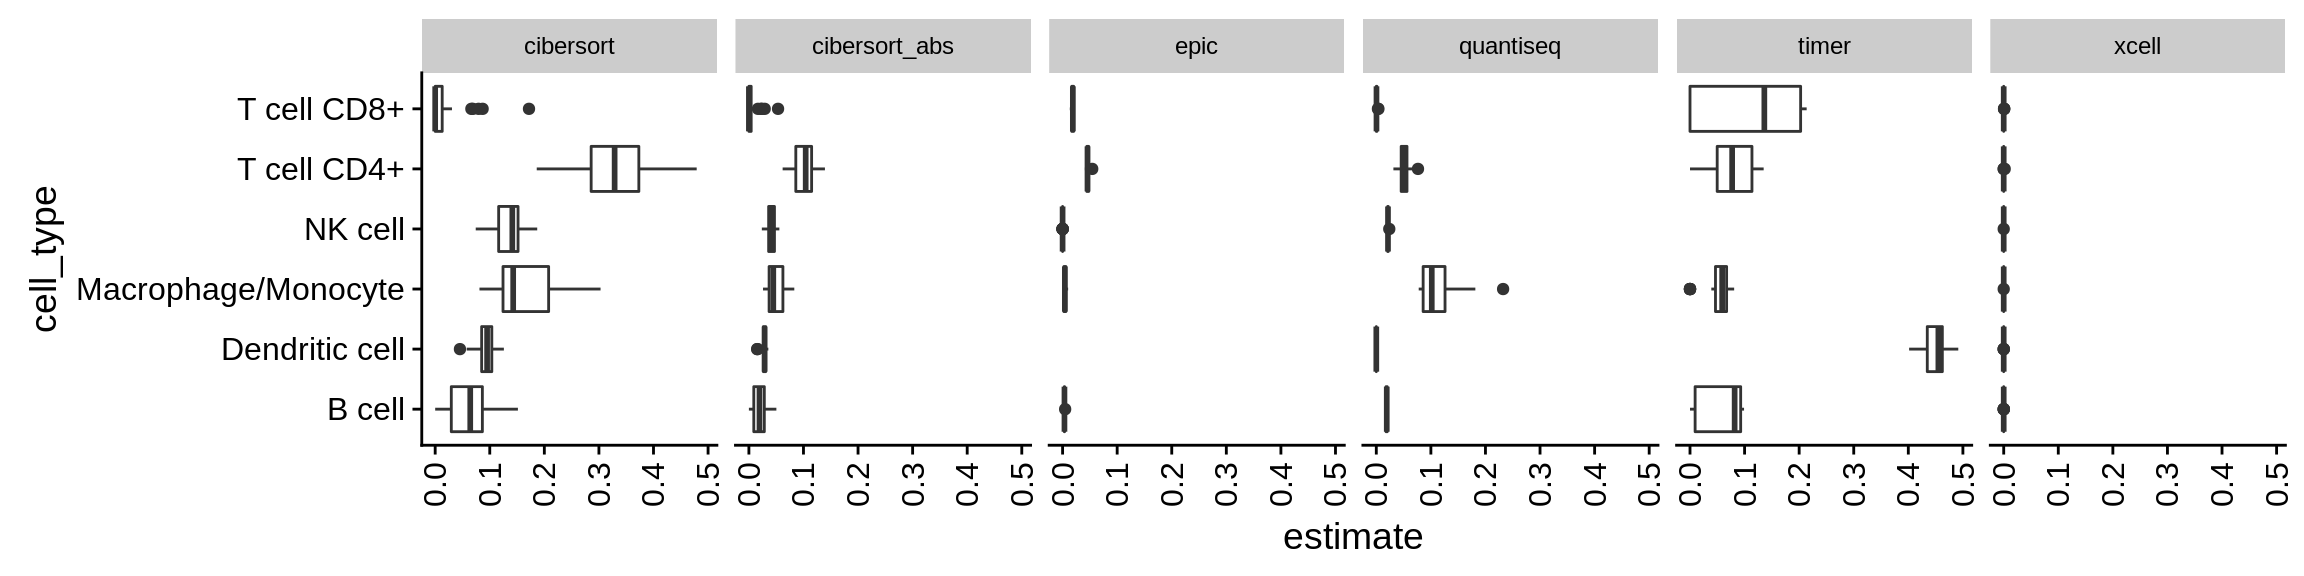 cibersort cibersort_abs epic quantiseq timer xcell
cell_type
T cell CD8+
T cell CD4+
NK cell
Macrophage/Monocyte
Dendritic cell
B cell
0.0 0.1 0.2 0.3 0.4 0.5 0.0 0.1 0.2 0.3 0.4 0.5 0.0 0.1 0.2 0.3 0.4 0.5 0.0 0.1 0.2 0.3 0.4 0.5 0.0 0.1 0.2 0.3 0.4 0.5 0.0 0.1 0.2 0.3 0.4 0.5
estimate